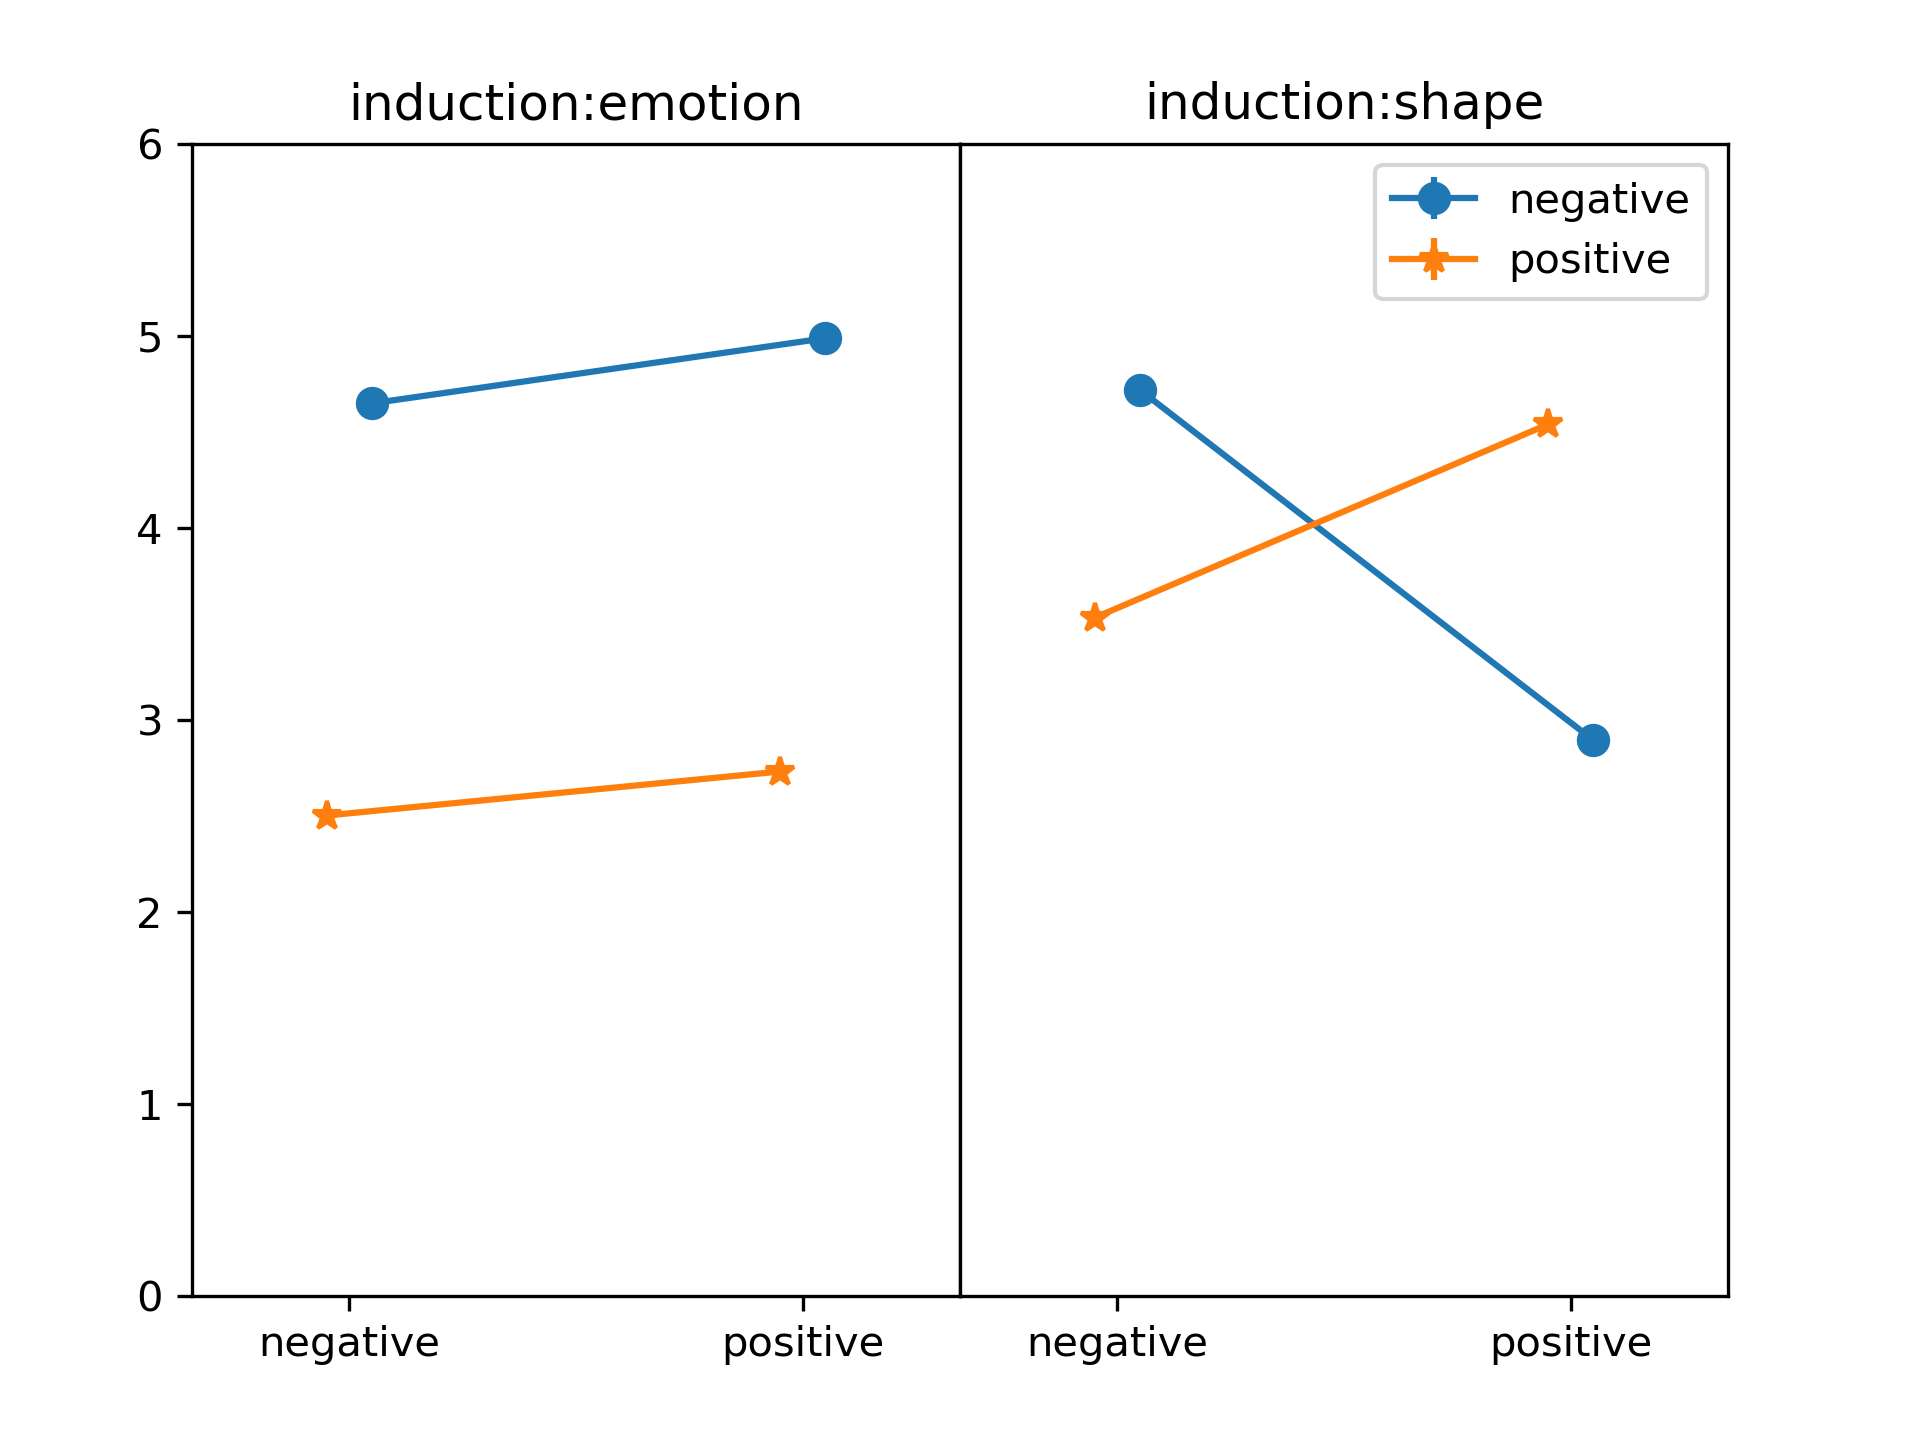 induction:emotion
induction:shape
6
5
4
3
2
1
0
negative
positive
negative
positive
negative
positive